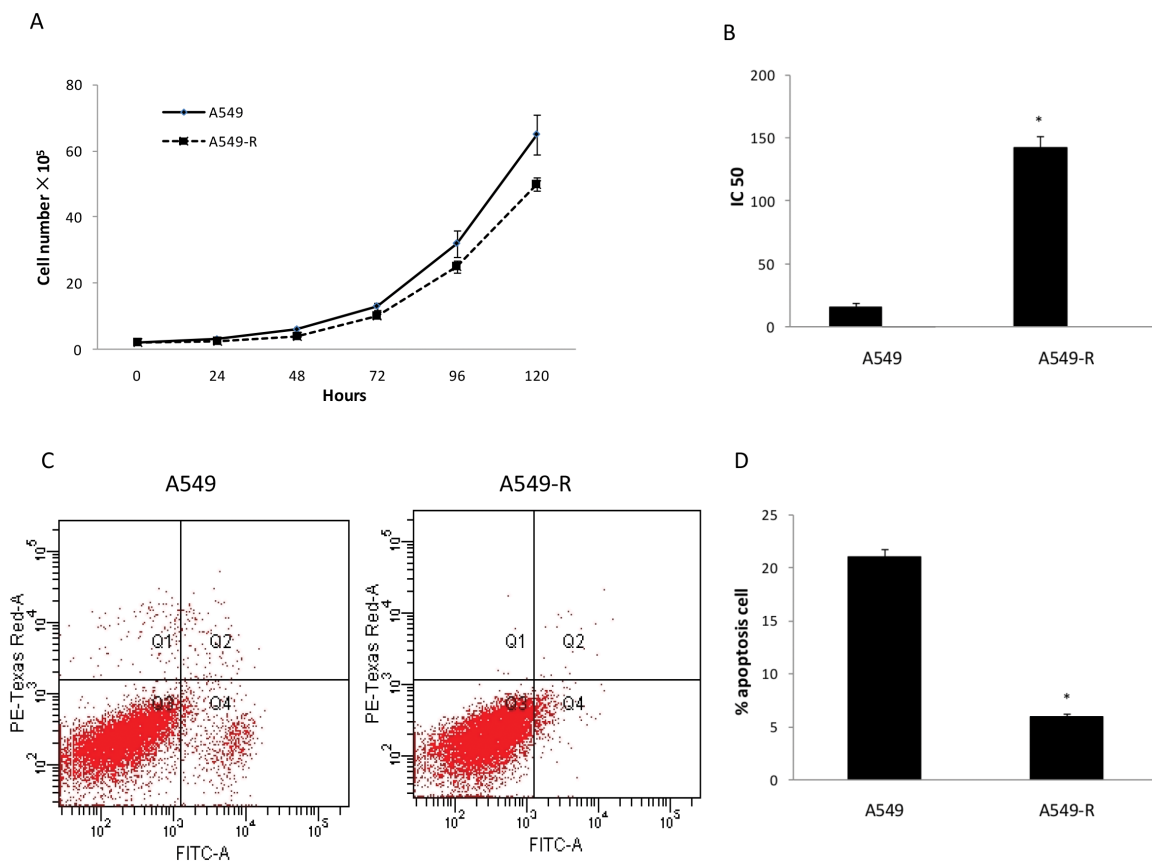 A
80
60
40
20
0
Cell number × 10⁵
A549
A549-R
0 24 48 72 96 120
Hours
B
200
150
100
50
0
IC 50
*
A549 A549-R
C
A549
PE-Texas Red-A
10⁵
10⁴
10³
10²
Q1 Q2
Q3 Q4
10² 10³ 10⁴ 10⁵
FITC-A
A549-R
PE-Texas Red-A
10⁵
10⁴
10³
10²
Q1 Q2
Q3 Q4
10² 10³ 10⁴ 10⁵
FITC-A
D
25
20
15
10
5
0
% apoptosis cell
*
A549 A549-R